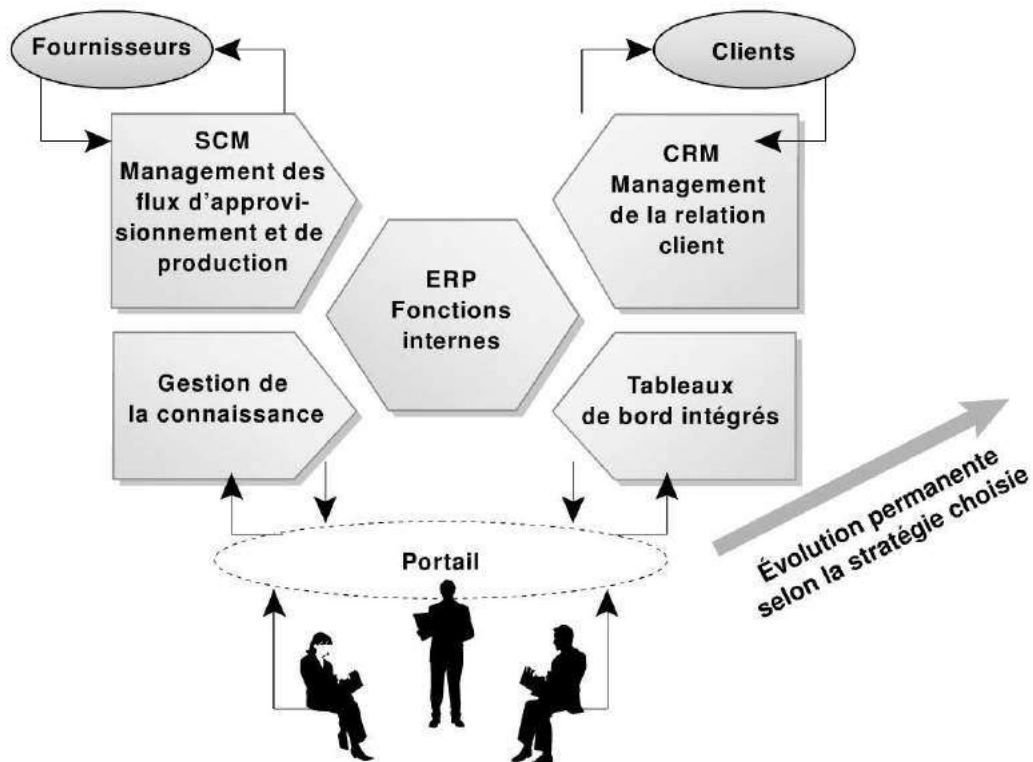 Fournisseurs
Clients
SCM
Management des
flux d'approvi-
sionnement et de
production
CRM
Management
de la relation
client
ERP
Fonctions
internes
Gestion de
la connaissance
Tableaux
de bord intégrés
Portail
Évolution permanente
selon la stratégie choisie